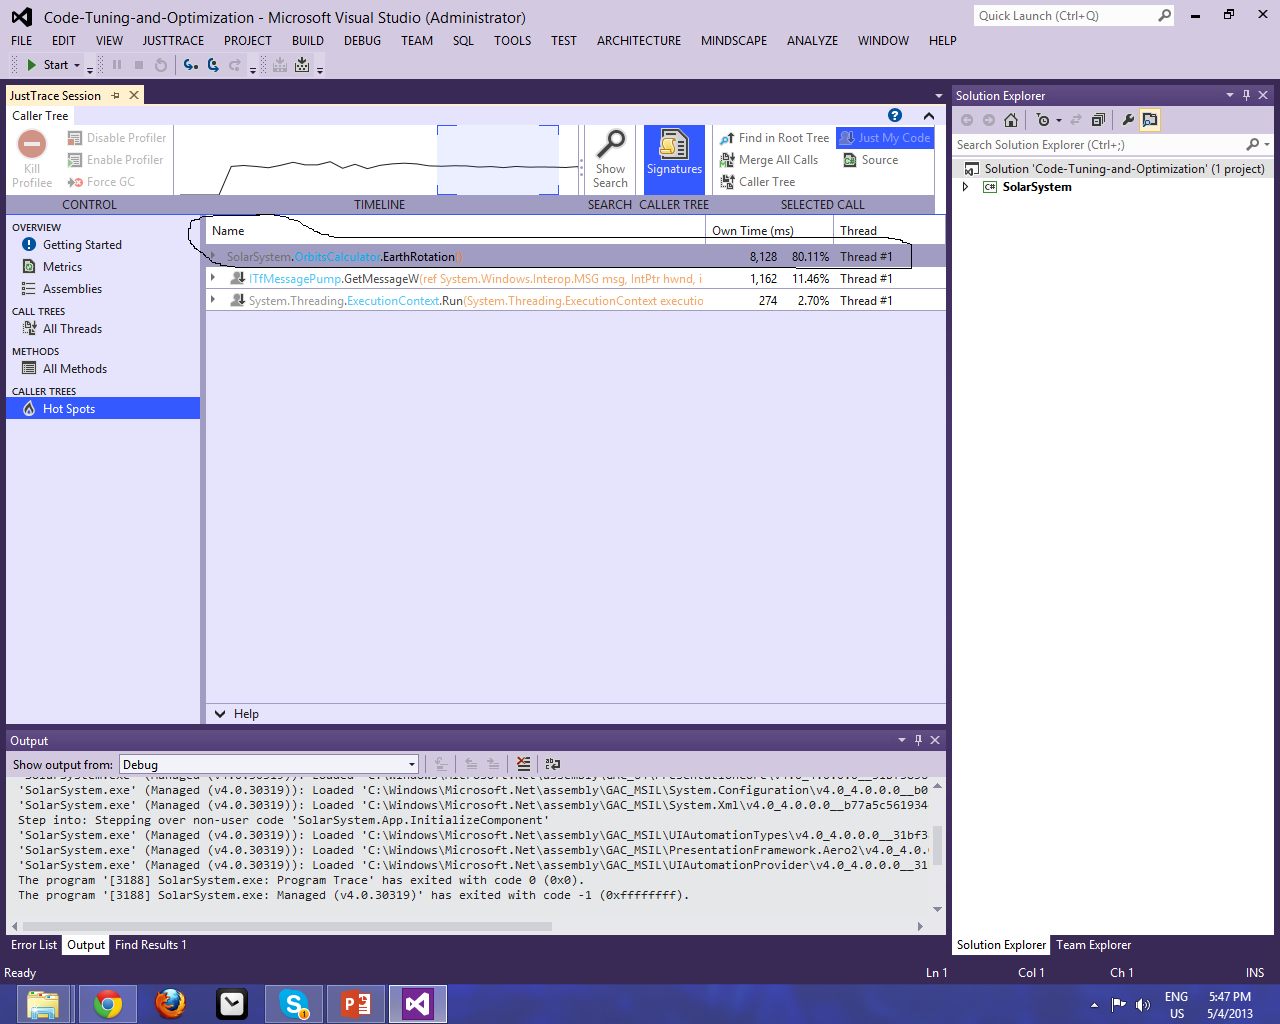 Code-Tuning-and-Optimization - Microsoft Visual Studio (Administrator)
Quick Launch (Ctrl+Q)
FILE EDIT VIEW JUSTTRACE PROJECT BUILD DEBUG TEAM SQL TOOLS TEST ARCHITECTURE MINDSCAPE ANALYZE WINDOW HELP
Start
JustTrace Session
Caller Tree
Kill Profilee
Disable Profiler
Enable Profiler
Force GC
Show Search
Signatures
Find in Root Tree
Merge All Calls
Caller Tree
Just My Code
Source
CONTROL TIMELINE SEARCH CALLER TREE SELECTED CALL
OVERVIEW
Getting Started
Metrics
Assemblies
CALL TREES
All Threads
METHODS
All Methods
CALLER TREES
Hot Spots
Name Own Time (ms) Thread
SolarSystem.OrbitsCalculator.EarthRotation() 8,128 80.11% Thread #1
ITfMessagePump.GetMessageW(ref System.Windows.Interop.MSG msg, IntPtr hwnd, i 1,162 11.46% Thread #1
System.Threading.ExecutionContext.Run(System.Threading.ExecutionContext executio 274 2.70% Thread #1
Help
Solution Explorer
Search Solution Explorer (Ctrl+;)
Solution 'Code-Tuning-and-Optimization' (1 project)
C# SolarSystem
Output
Show output from: Debug
'SolarSystem.exe' (Managed (v4.0.30319)): Loaded 'C:\Windows\Microsoft.Net\assembly\GAC_MSIL\System.Configuration\v4.0_4.0.0.0__b0
'SolarSystem.exe' (Managed (v4.0.30319)): Loaded 'C:\Windows\Microsoft.Net\assembly\GAC_MSIL\System.Xml\v4.0_4.0.0.0__b77a5c561934
Step into: Stepping over non-user code 'SolarSystem.App.InitializeComponent'
'SolarSystem.exe' (Managed (v4.0.30319)): Loaded 'C:\Windows\Microsoft.Net\assembly\GAC_MSIL\UIAutomationTypes\v4.0_4.0.0.0__31bf3
'SolarSystem.exe' (Managed (v4.0.30319)): Loaded 'C:\Windows\Microsoft.Net\assembly\GAC_MSIL\PresentationFramework.Aero2\v4.0_4.0.
'SolarSystem.exe' (Managed (v4.0.30319)): Loaded 'C:\Windows\Microsoft.Net\assembly\GAC_MSIL\UIAutomationProvider\v4.0_4.0.0.0__31
The program '[3188] SolarSystem.exe: Program Trace' has exited with code 0 (0x0).
The program '[3188] SolarSystem.exe: Managed (v4.0.30319)' has exited with code -1 (0xffffffff).
Error List Output Find Results 1
Solution Explorer Team Explorer
Ready Ln 1 Col 1 Ch 1 INS
ENG 5:47 PM
US 5/4/2013